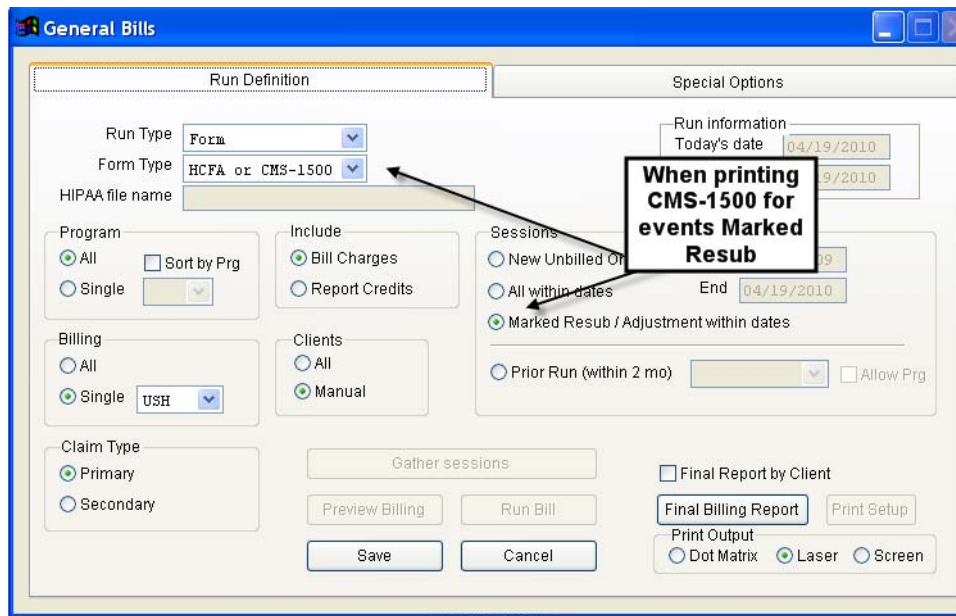 General Bills
Run Definition
Special Options
Run Type Form
Form Type HCFA or CMS-1500
HIPAA file name
Run information
Today's date 04/19/2010
9/2010
When printing
CMS-1500 for
events Marked
Resub
Program
All
Sort by Prg
Single
Include
Bill Charges
Report Credits
Sessions
New Unbilled
09
All within dates
End 04/19/2010
Marked Resub / Adjustment within dates
Prior Run (within 2 mo)
Allow Prg
Billing
All
Single USH
Clients
All
Manual
Claim Type
Primary
Secondary
Gather sessions
Preview Billing
Run Bill
Save
Cancel
Final Report by Client
Final Billing Report
Print Setup
Print Output
Dot Matrix
Laser
Screen